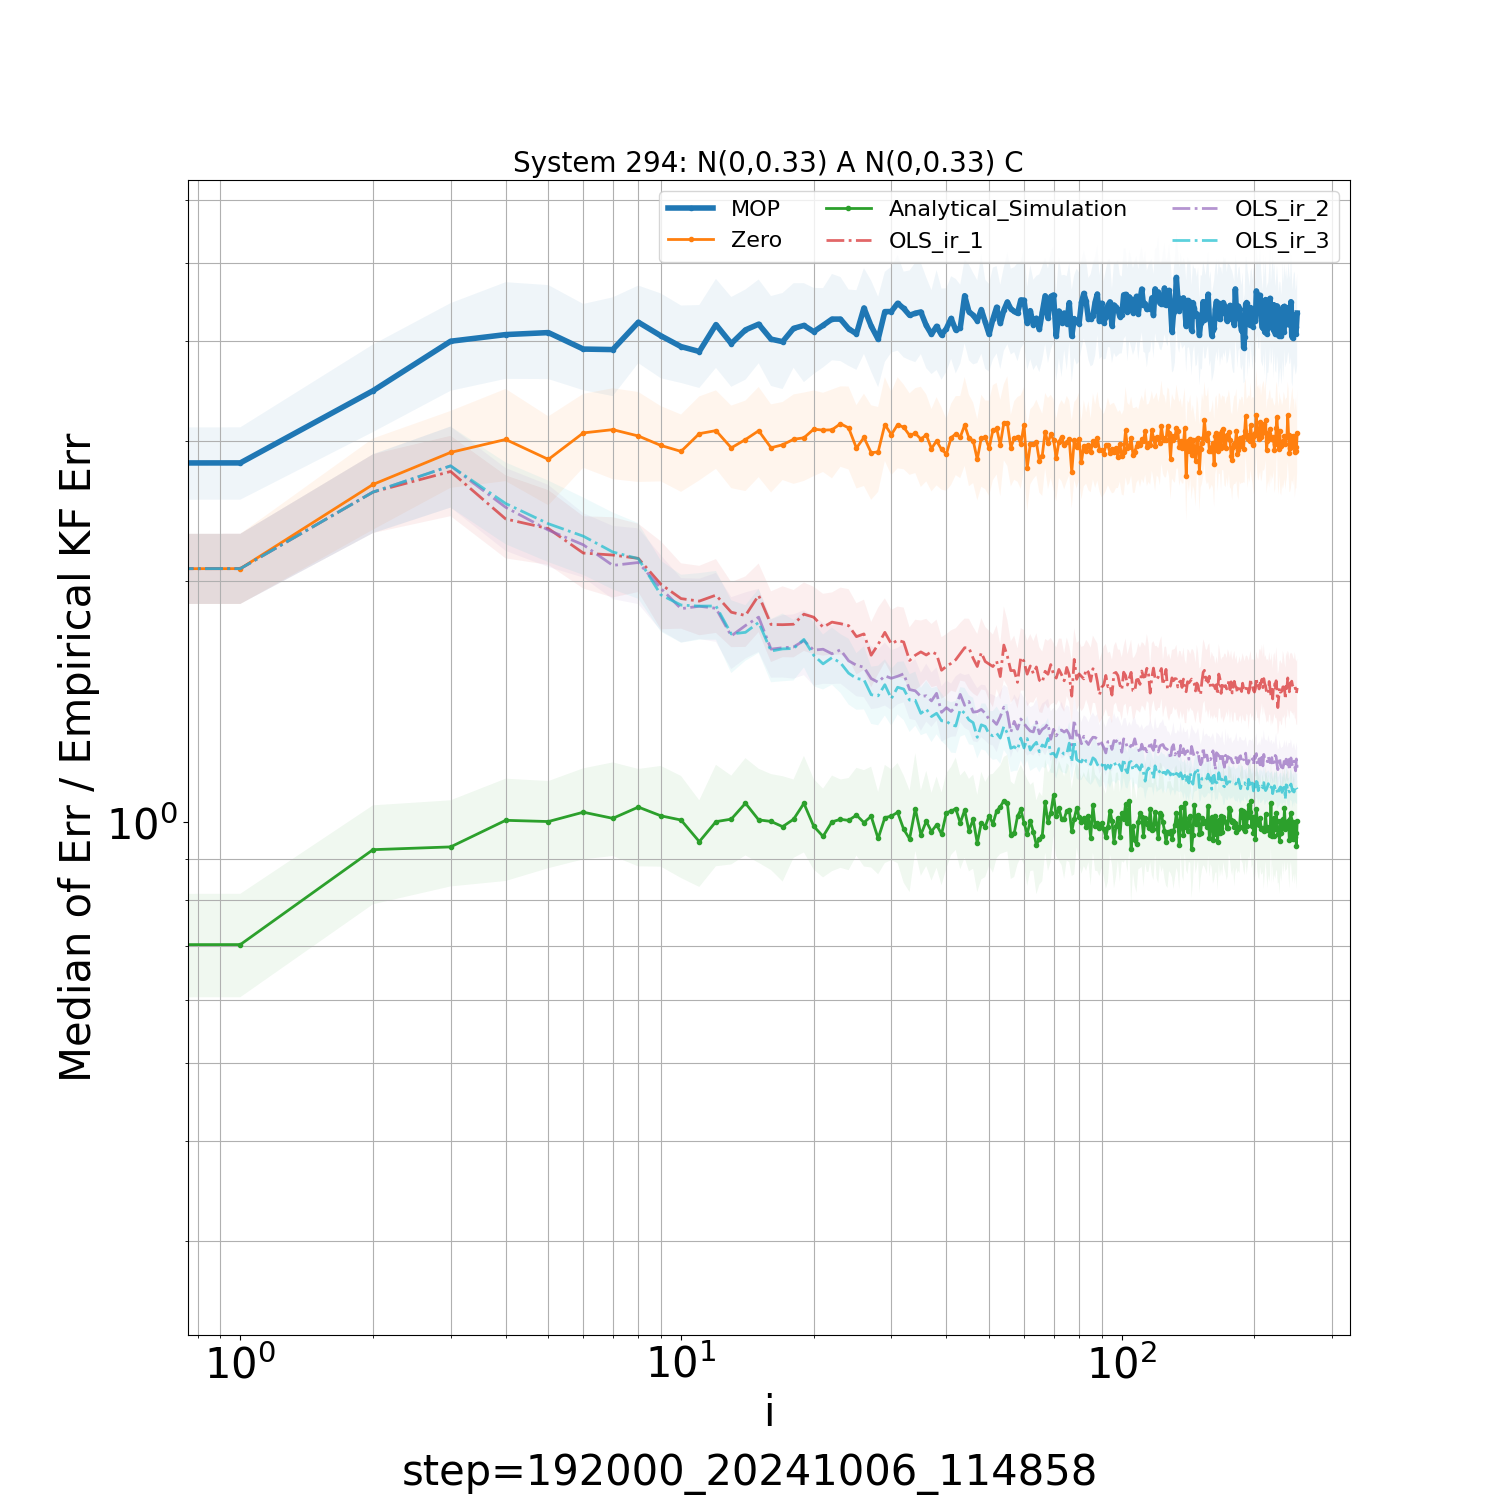 System 294: N(0,0.33) A N(0,0.33) C
MOP
Zero
Analytical_Simulation
OLS_ir_1
OLS_ir_2
OLS_ir_3
Median of Err / Empirical KF Err
10⁰
10⁰ 10¹ 10²
i
step=192000_20241006_114858